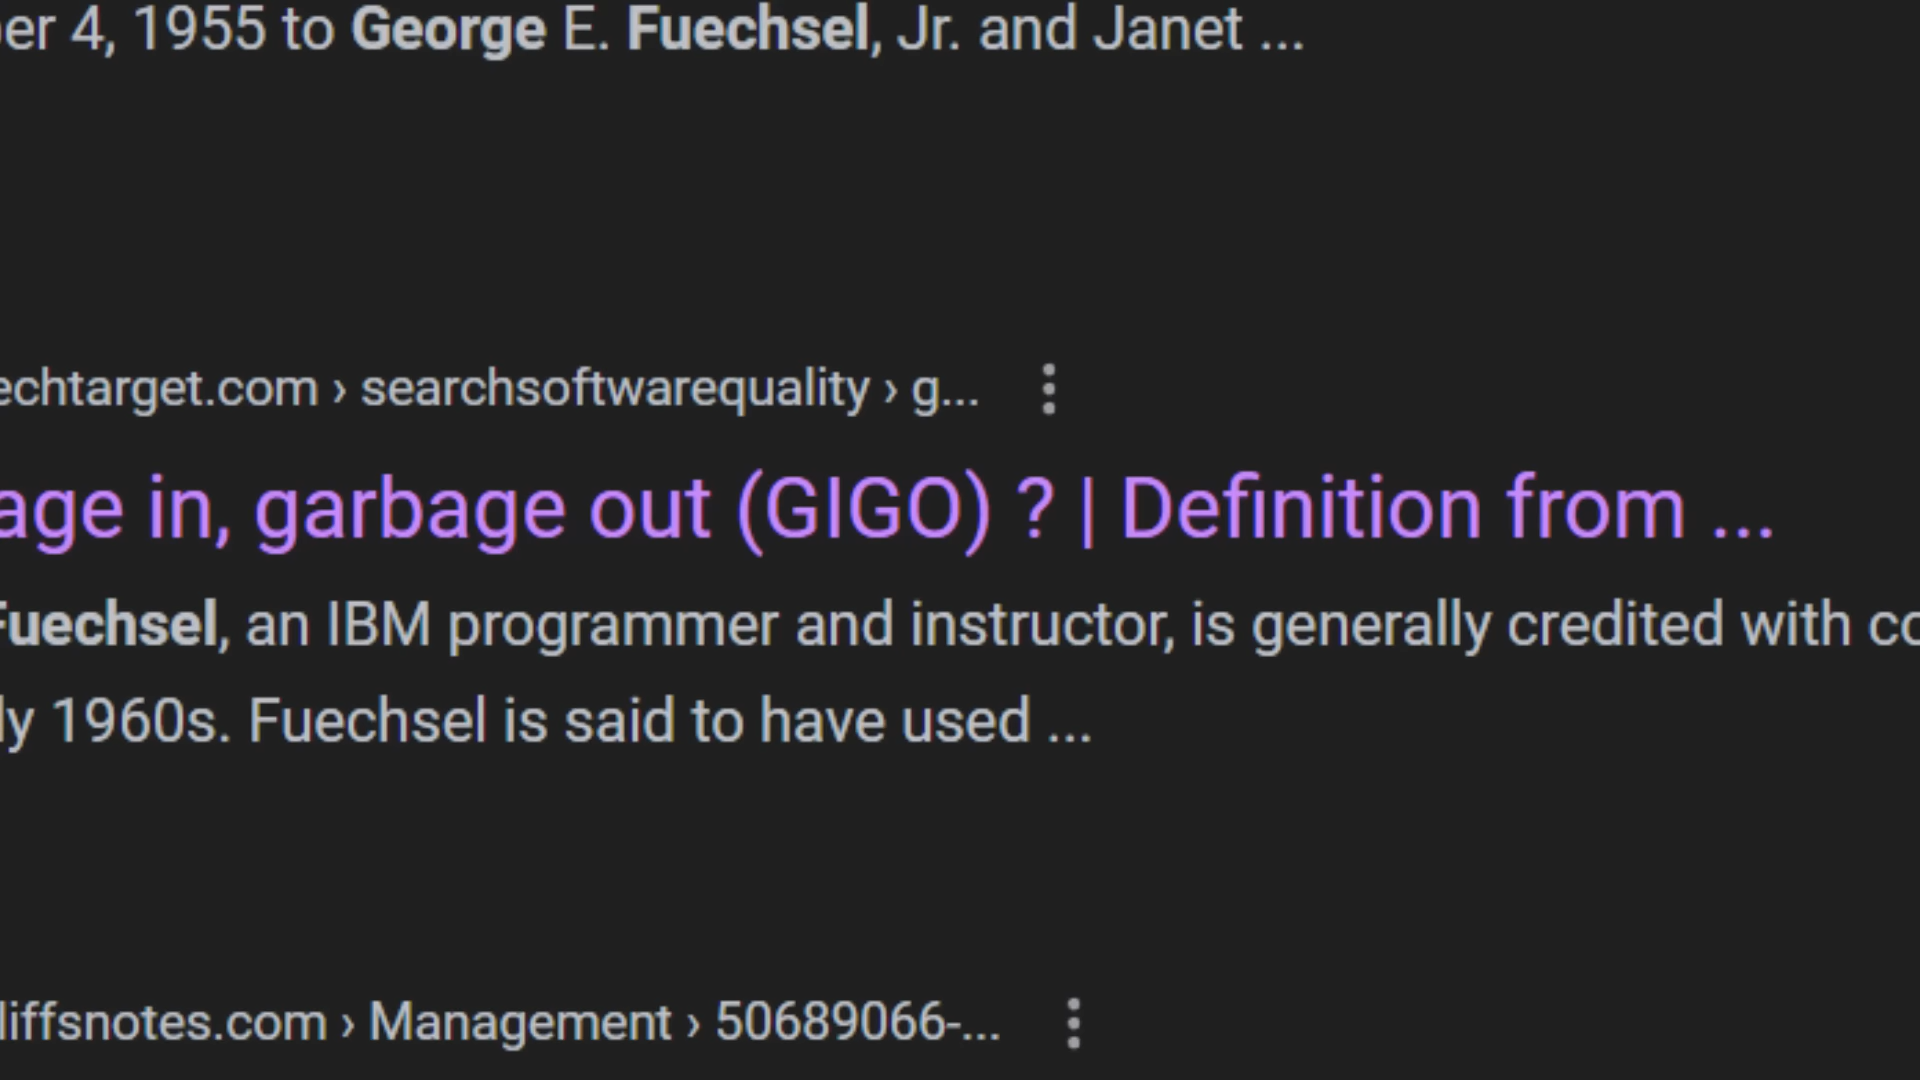 er 4, 1955 to George E. Fuechsel, Jr. and Janet ...
echtarget.com › searchsoftwarequality › g...
age in, garbage out (GIGO) ? | Definition from ...
Fuechsel, an IBM programmer and instructor, is generally credited with co
ly 1960s. Fuechsel is said to have used ...
liffsnotes.com › Management › 50689066-...